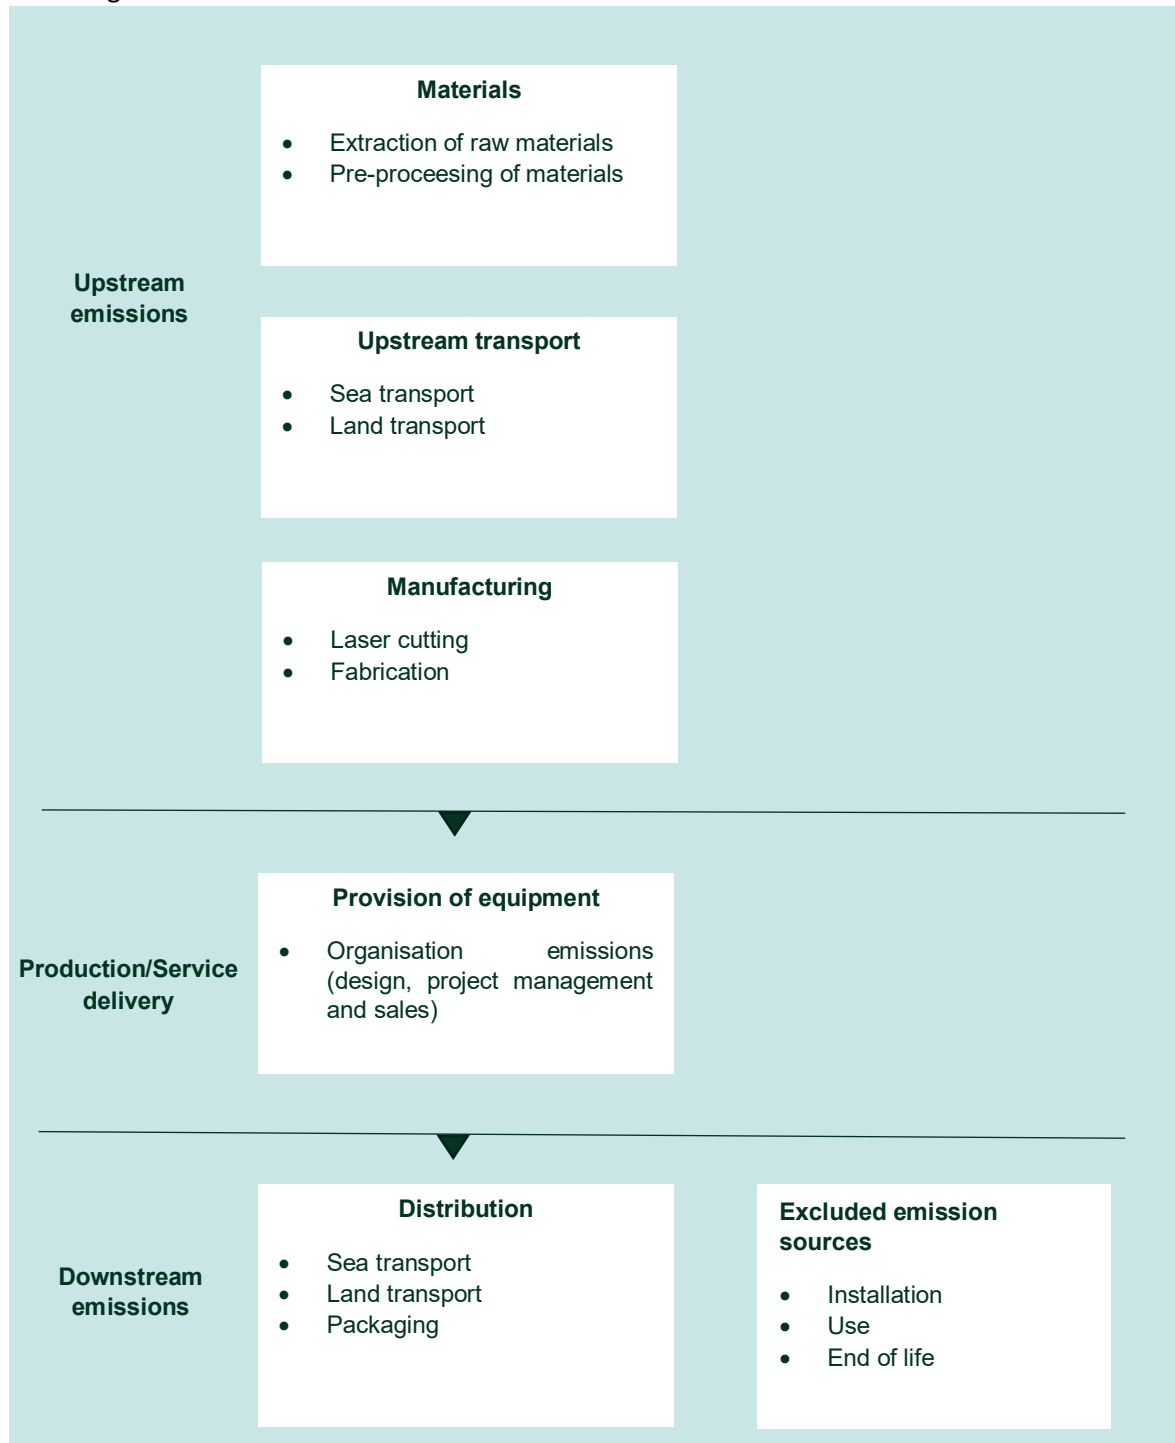 Materials
• Extraction of raw materials
• Pre-proceesing of materials
Upstream
emissions
Upstream transport
• Sea transport
• Land transport
Manufacturing
• Laser cutting
• Fabrication
Provision of equipment
• Organisation emissions
(design, project management
and sales)
Production/Service
delivery
Distribution
• Sea transport
• Land transport
• Packaging
Downstream
emissions
Excluded emission
sources
• Installation
• Use
• End of life